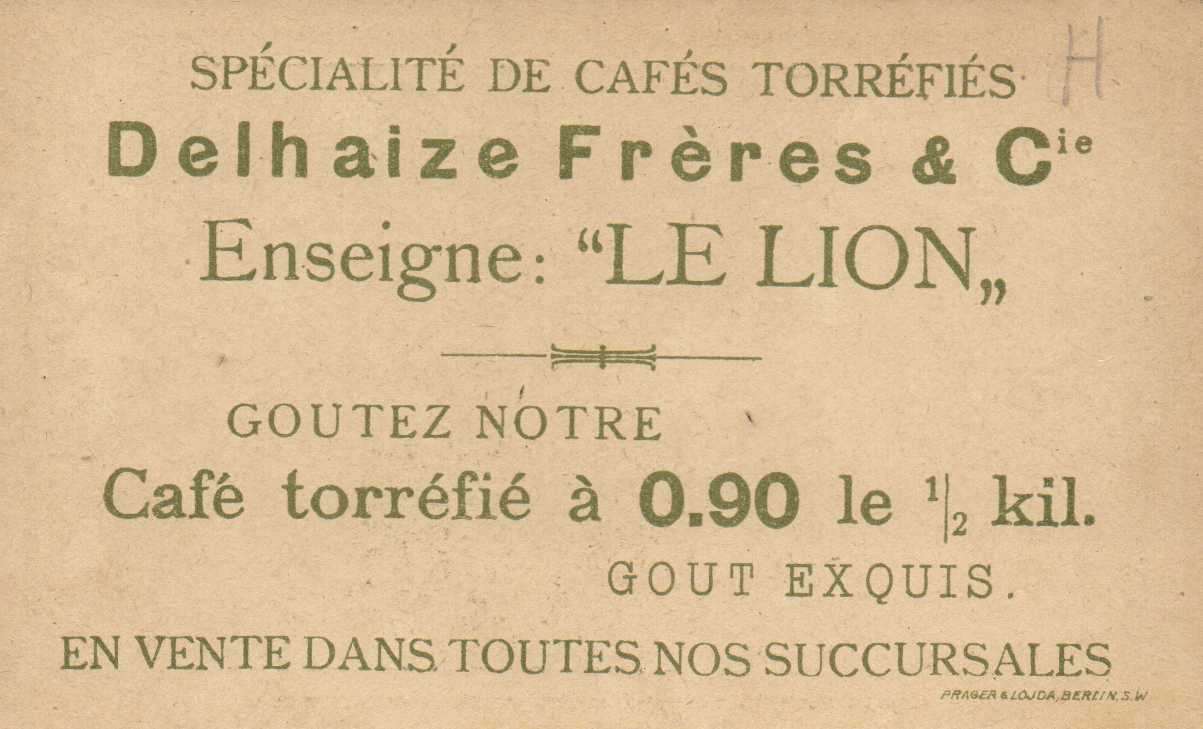 H
SPÉCIALITÉ DE CAFÉS TORRÉFIÉS
Delhaize Frères & Cie
Enseigne: “LE LION„
GOUTEZ NOTRE
Café torréfié à 0.90 le 1/2 kil.
GOUT EXQUIS.
EN VENTE DANS TOUTES NOS SUCCURSALES
PRAGER & LOJDA, BERLIN, S.W